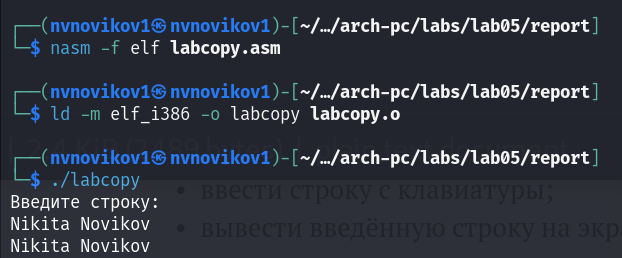 ┌──(nvnovikov1㉿nvnovikov1)-[~/…/arch-pc/labs/lab05/report]
└─$ nasm -f elf labcopy.asm
┌──(nvnovikov1㉿nvnovikov1)-[~/…/arch-pc/labs/lab05/report]
└─$ ld -m elf_i386 -o labcopy labcopy.o
┌──(nvnovikov1㉿nvnovikov1)-[~/…/arch-pc/labs/lab05/report]
└─$ ./labcopy
• ввести строку с клавиатуры;
Введите строку:
Nikita Novikov
• вывести введённую строку на экр
Nikita Novikov